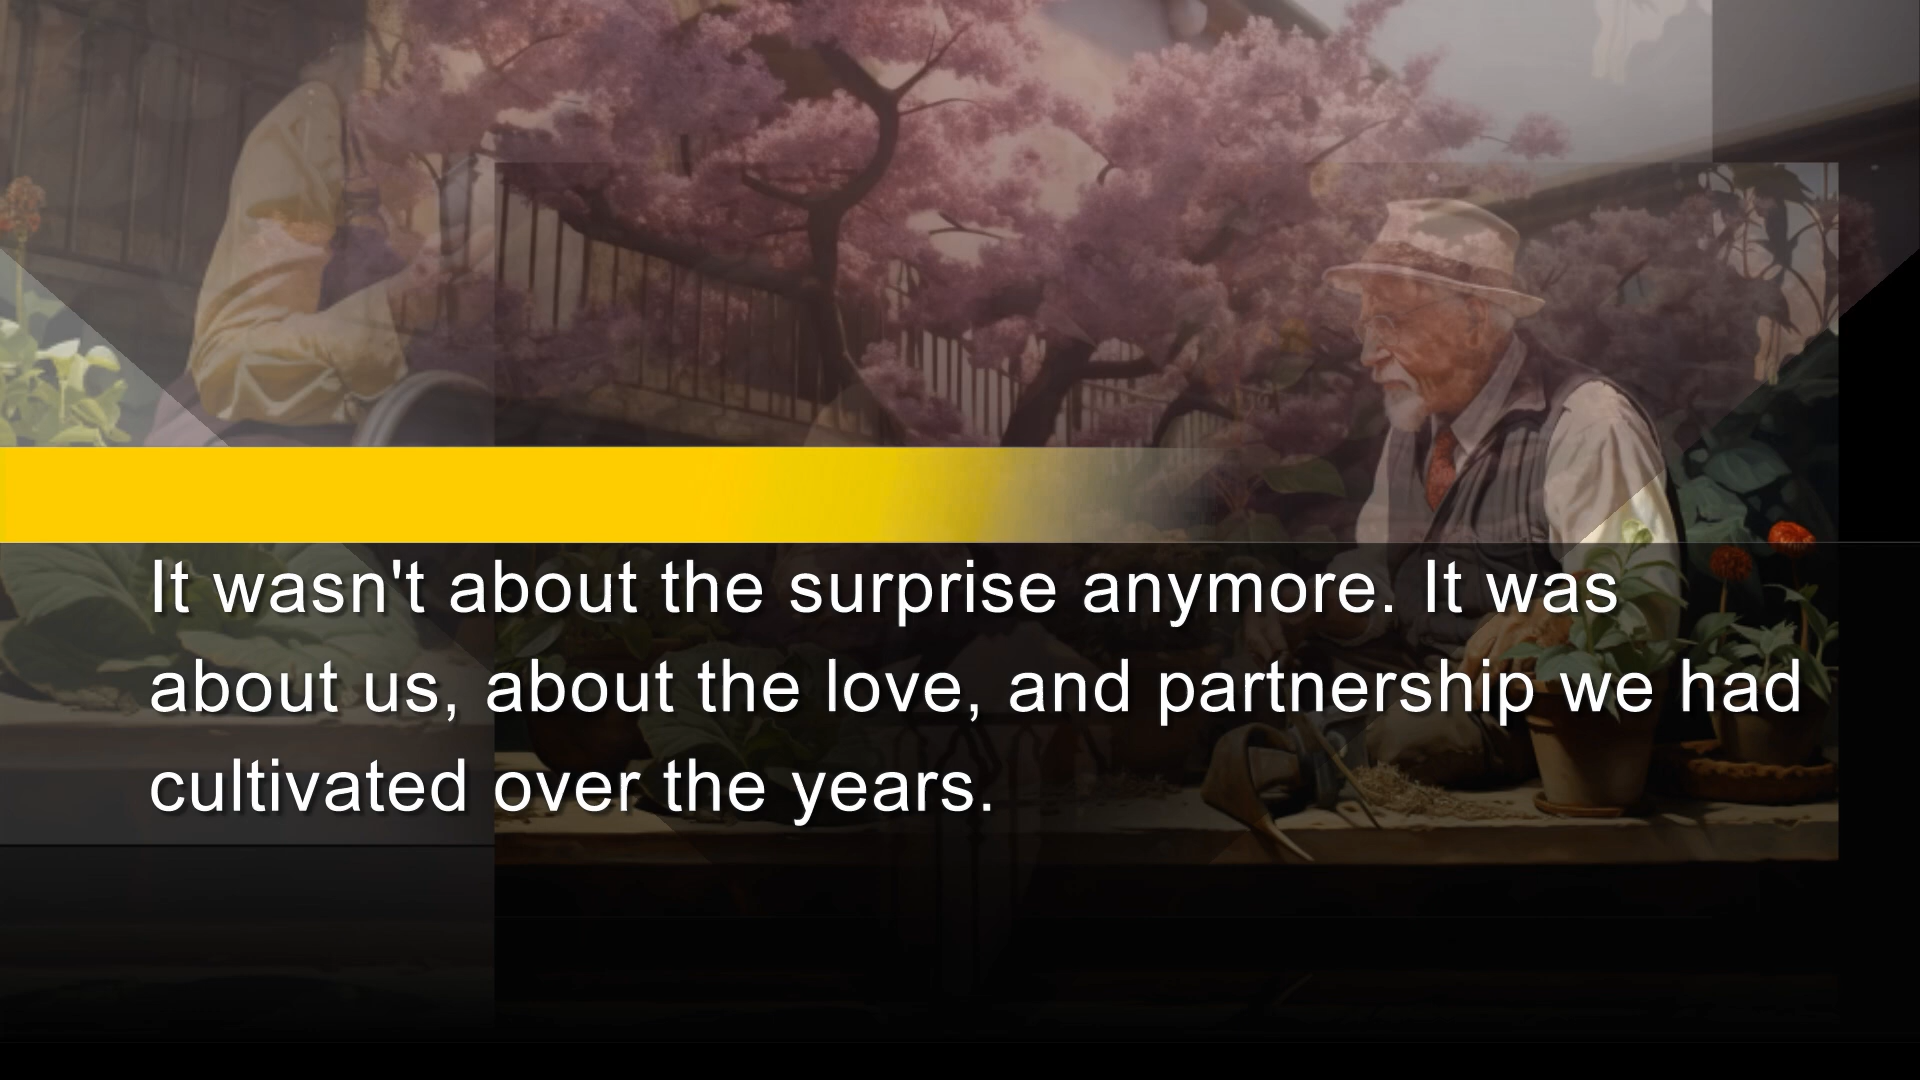 It wasn't about the surprise anymore. It was
about us, about the love, and partnership we had
cultivated over the years.